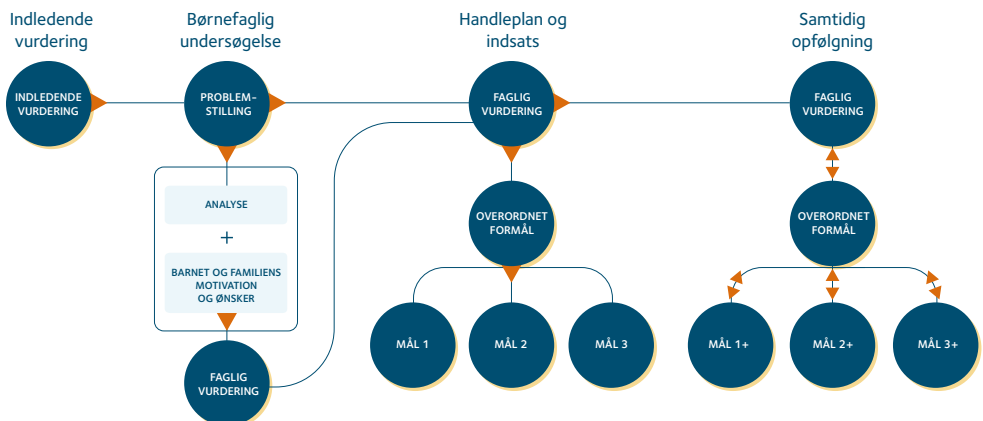 Indledende
vurdering
Børnefaglig
undersøgelse
Handleplan og
indsats
Samtidig
opfølgning
INDLEDENDE
VURDERING
PROBLEM-
STILLING
FAGLIG
VURDERING
FAGLIG
VURDERING
ANALYSE
+
BARNET OG FAMILIENS
MOTIVATION
OG ØNSKER
FAGLIG
VURDERING
OVERORDNET
FORMÅL
MÅL 1
MÅL 2
MÅL 3
OVERORDNET
FORMÅL
MÅL 1+
MÅL 2+
MÅL 3+